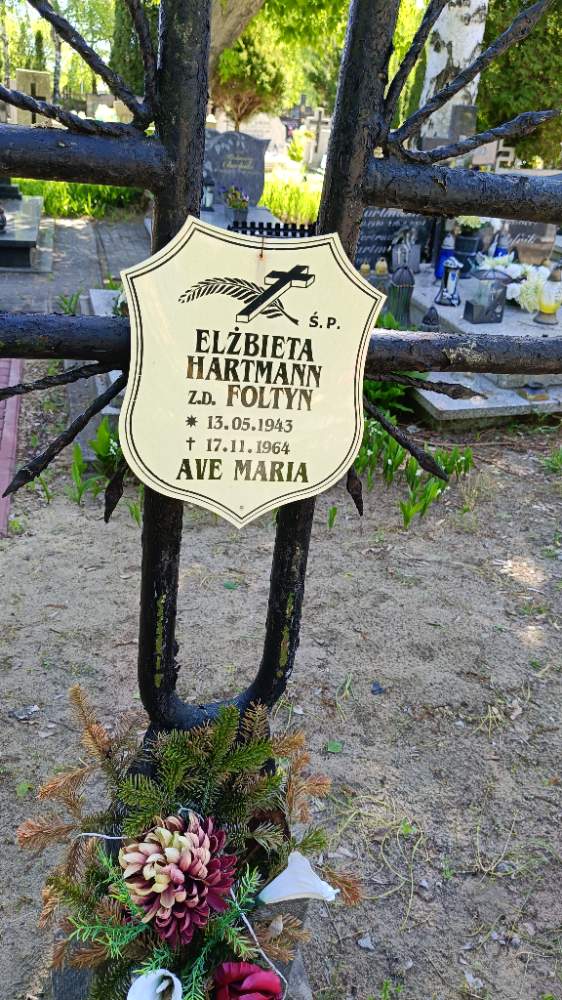 Ś.P.
ELŻBIETA
HARTMANN
Z.D. FOLTYN
✷ 13.05.1943
† 17.11.1964
AVE MARIA